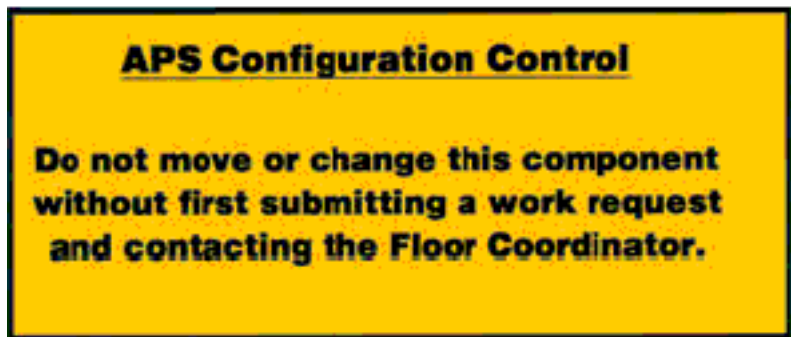 APS Configuration Control
Do not move or change this component
without first submitting a work request
and contacting the Floor Coordinator.